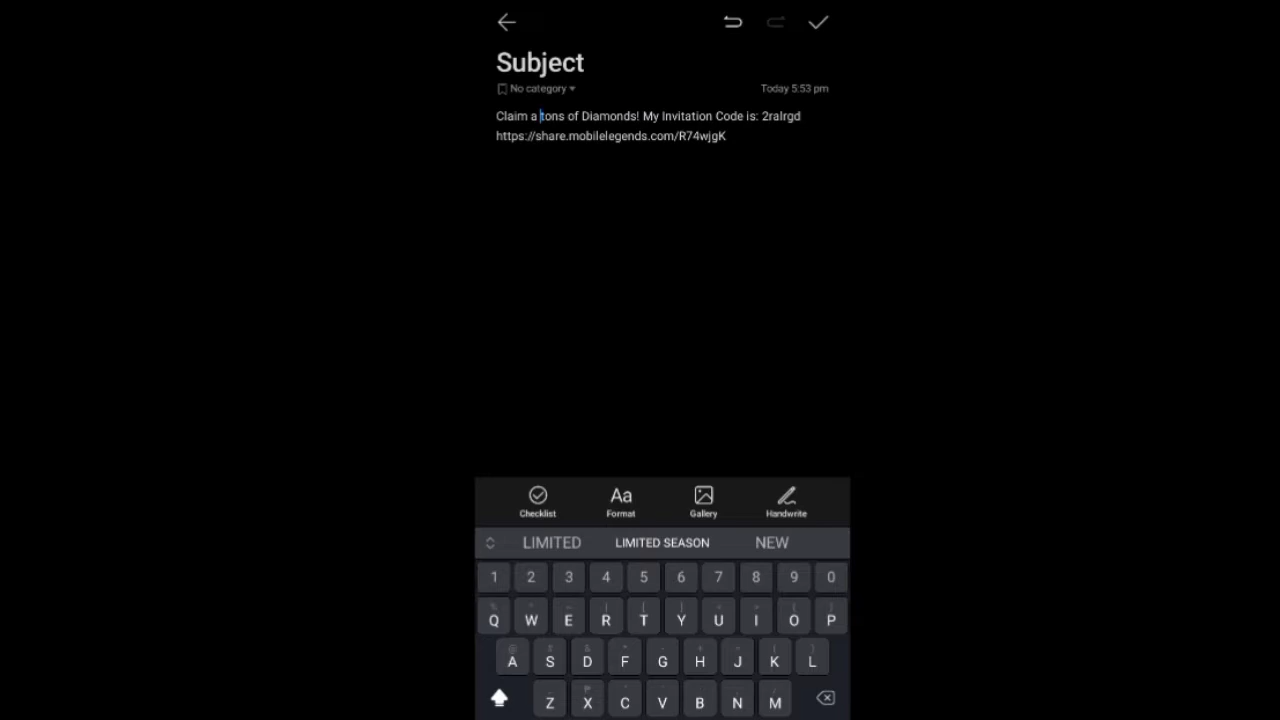 Subject
No category
Today 5:53 pm
Claim a tons of Diamonds! My Invitation Code is: 2ralrgd
https://share.mobilelegends.com/R74wjgK
Checklist
Format
Gallery
Handwrite
LIMITED LIMITED SEASON NEW
1 2 3 4 5 6 7 8 9 0
Q W E R T Y U I O P
A S D F G H J K L
Z X C V B N M